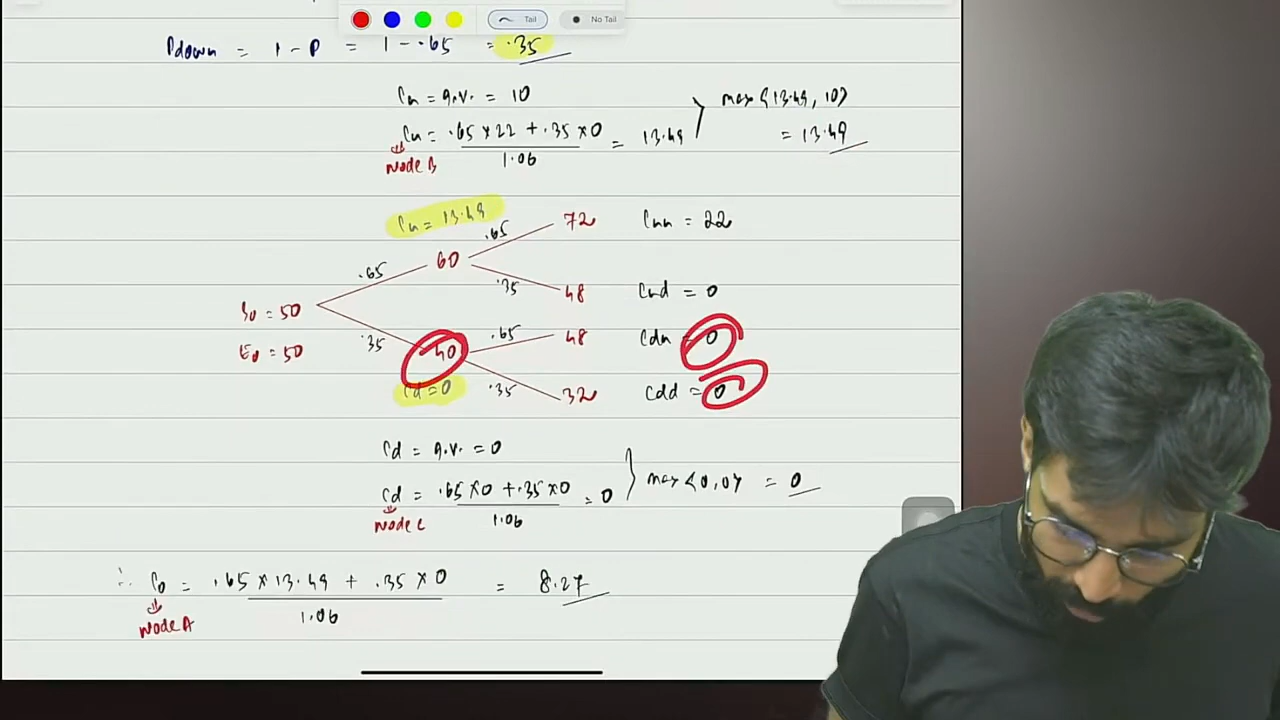 Tail No Tail
Pdown = 1 - P = 1 - .65 = .35
Cu = g.v. = 10
Cu = .65 × 22 + .35 × 0 = 13.49
1.06
Node B
max <13.49, 10>
= 13.49
Cu = 13.49
.65
.35
S0 = 50
E0 = 50
.65
.35
60
40
Cd = 0
.65
.35
72
48
48
32
Cuu = 22
Cud = 0
Cdu = 0
Cdd = 0
Cd = g.v. = 0
Cd = .65 × 0 + .35 × 0 = 0
1.06
Node C
max <0,0> = 0
∴ C0 = .65 × 13.49 + .35 × 0 = 8.27
1.06
Node A